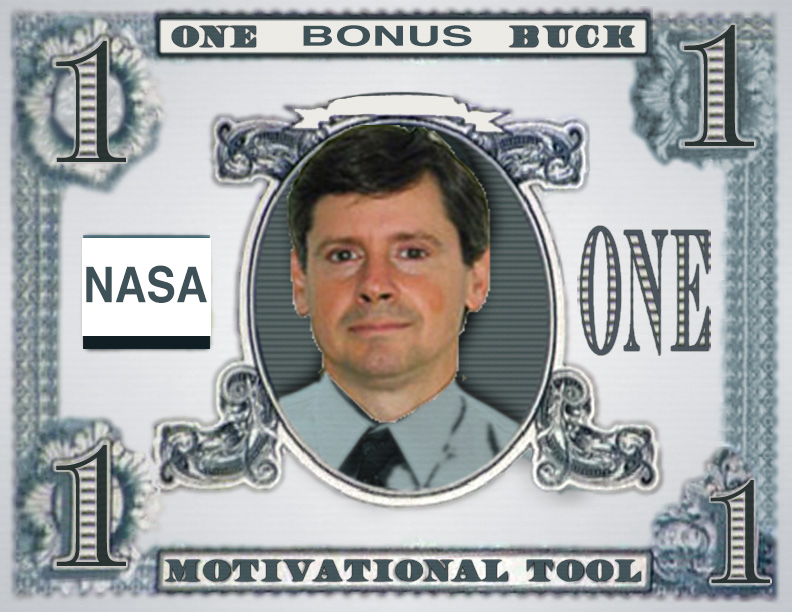 ONE BONUS BUCK
1 1
NASA
ONE
1 1
MOTIVATIONAL TOOL